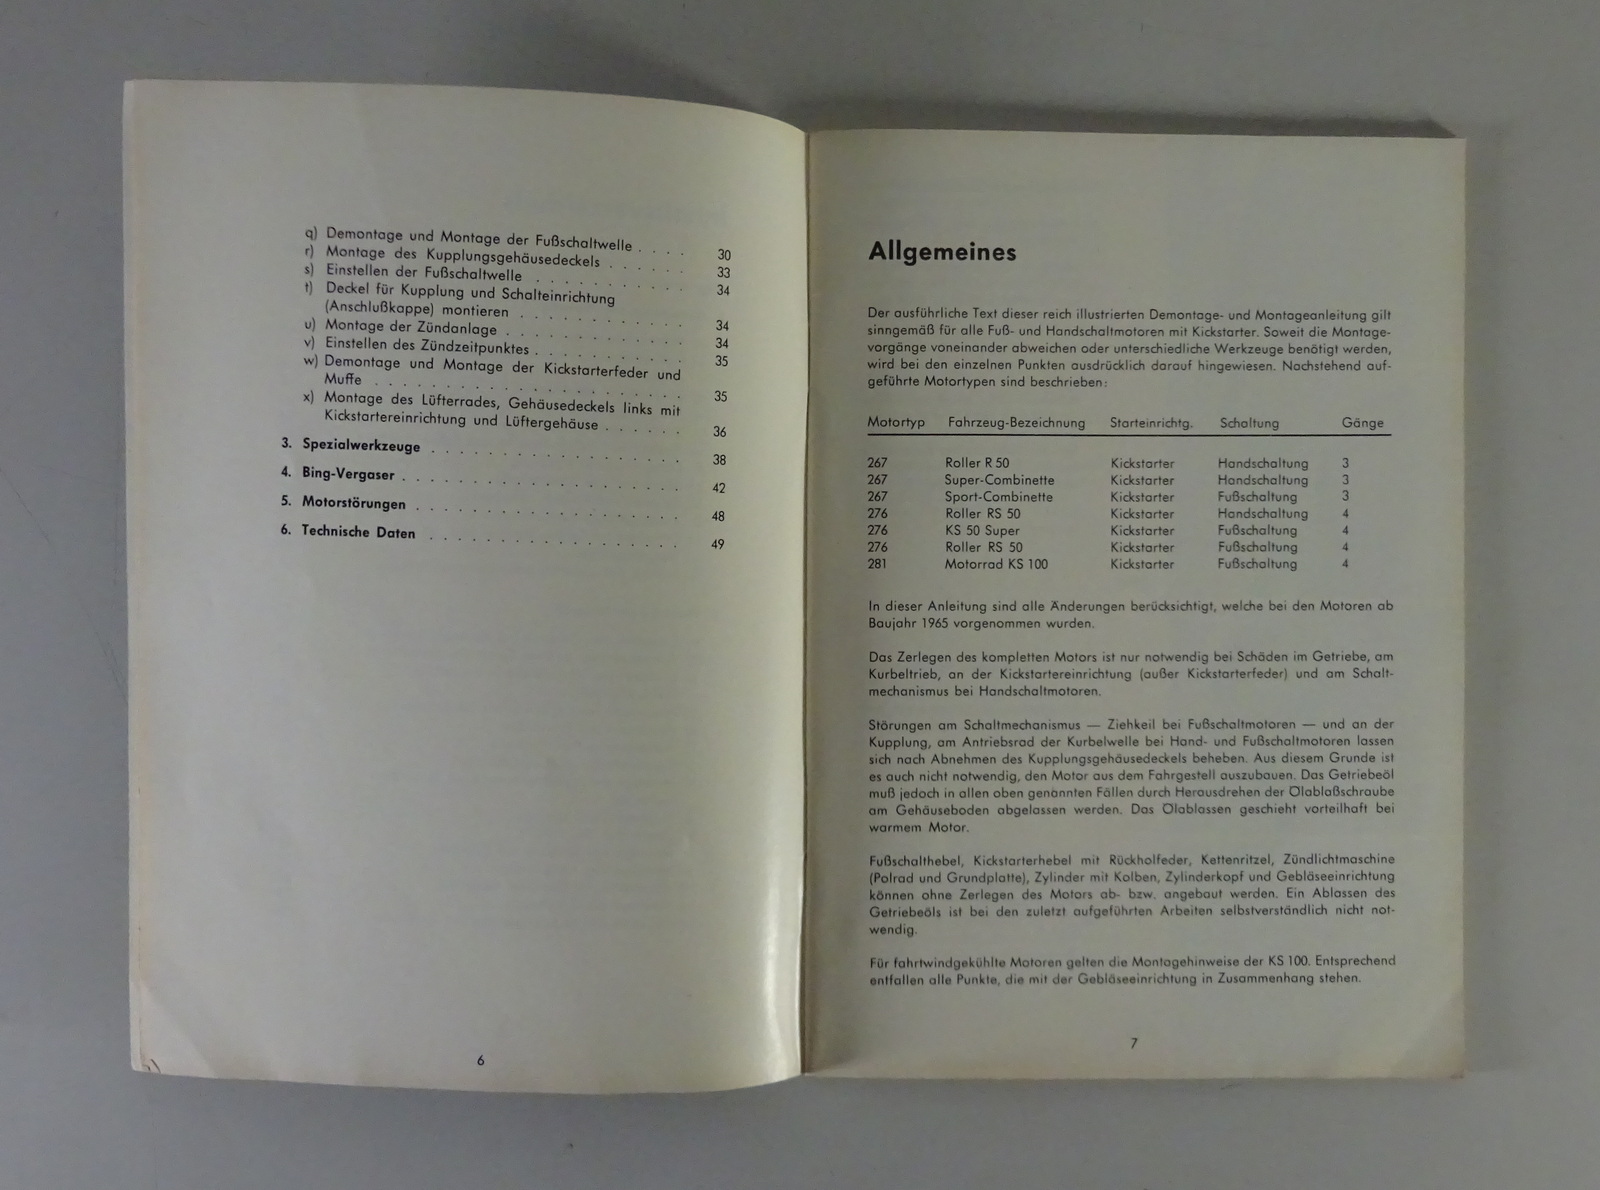 q) Demontage und Montage der Fußschaltwelle . . . . 30
r) Montage des Kupplungsgehäusedeckels . . . . . . 33
s) Einstellen der Fußschaltwelle . . . . . . . . . . . 34
t) Deckel für Kupplung und Schalteinrichtung
(Anschlußkappe) montieren . . . . . . . . . . . . 34
u) Montage der Zündanlage . . . . . . . . . . . . . 34
v) Einstellen des Zündzeitpunktes . . . . . . . . . . . 35
w) Demontage und Montage der Kickstarterfeder und
Muffe . . . . . . . . . . . . . . . . . . . . . 35
x) Montage des Lüfterrades, Gehäusedeckels links mit
Kickstartereinrichtung und Lüftergehäuse . . . . . . 36
3. Spezialwerkzeuge . . . . . . . . . . . . . . . . . 38
4. Bing-Vergaser . . . . . . . . . . . . . . . . . . . 42
5. Motorstörungen . . . . . . . . . . . . . . . . . . 48
6. Technische Daten . . . . . . . . . . . . . . . . . 49
6
Allgemeines
Der ausführliche Text dieser reich illustrierten Demontage- und Montageanleitung gilt
sinngemäß für alle Fuß- und Handschaltmotoren mit Kickstarter. Soweit die Montage-
vorgänge voneinander abweichen oder unterschiedliche Werkzeuge benötigt werden,
wird bei den einzelnen Punkten ausdrücklich darauf hingewiesen. Nachstehend auf-
geführte Motortypen sind beschrieben:
Motortyp Fahrzeug-Bezeichnung Starteinrichtg. Schaltung Gänge
267 Roller R 50 Kickstarter Handschaltung 3
267 Super-Combinette Kickstarter Handschaltung 3
267 Sport-Combinette Kickstarter Fußschaltung 3
276 Roller RS 50 Kickstarter Handschaltung 4
276 KS 50 Super Kickstarter Fußschaltung 4
276 Roller RS 50 Kickstarter Fußschaltung 4
281 Motorrad KS 100 Kickstarter Fußschaltung 4
In dieser Anleitung sind alle Änderungen berücksichtigt, welche bei den Motoren ab
Baujahr 1965 vorgenommen wurden.
Das Zerlegen des kompletten Motors ist nur notwendig bei Schäden im Getriebe, am
Kurbeltrieb, an der Kickstartereinrichtung (außer Kickstarterfeder) und am Schalt-
mechanismus bei Handschaltmotoren.
Störungen am Schaltmechanismus — Ziehkeil bei Fußschaltmotoren — und an der
Kupplung, am Antriebsrad der Kurbelwelle bei Hand- und Fußschaltmotoren lassen
sich nach Abnehmen des Kupplungsgehäusedeckels beheben. Aus diesem Grunde ist
es auch nicht notwendig, den Motor aus dem Fahrgestell auszubauen. Das Getriebeöl
muß jedoch in allen oben genannten Fällen durch Herausdrehen der Ölablaßschraube
am Gehäuseboden abgelassen werden. Das Ölablassen geschieht vorteilhaft bei
warmem Motor.
Fußschalthebel, Kickstarterhebel mit Rückholfeder, Kettenritzel, Zündlichtmaschine
(Polrad und Grundplatte), Zylinder mit Kolben, Zylinderkopf und Gebläseeinrichtung
können ohne Zerlegen des Motors ab- bzw. angebaut werden. Ein Ablassen des
Getriebeöls ist bei den zuletzt aufgeführten Arbeiten selbstverständlich nicht not-
wendig.
Für fahrtwindgekühlte Motoren gelten die Montagehinweise der KS 100. Entsprechend
entfallen alle Punkte, die mit der Gebläseeinrichtung in Zusammenhang stehen.
7